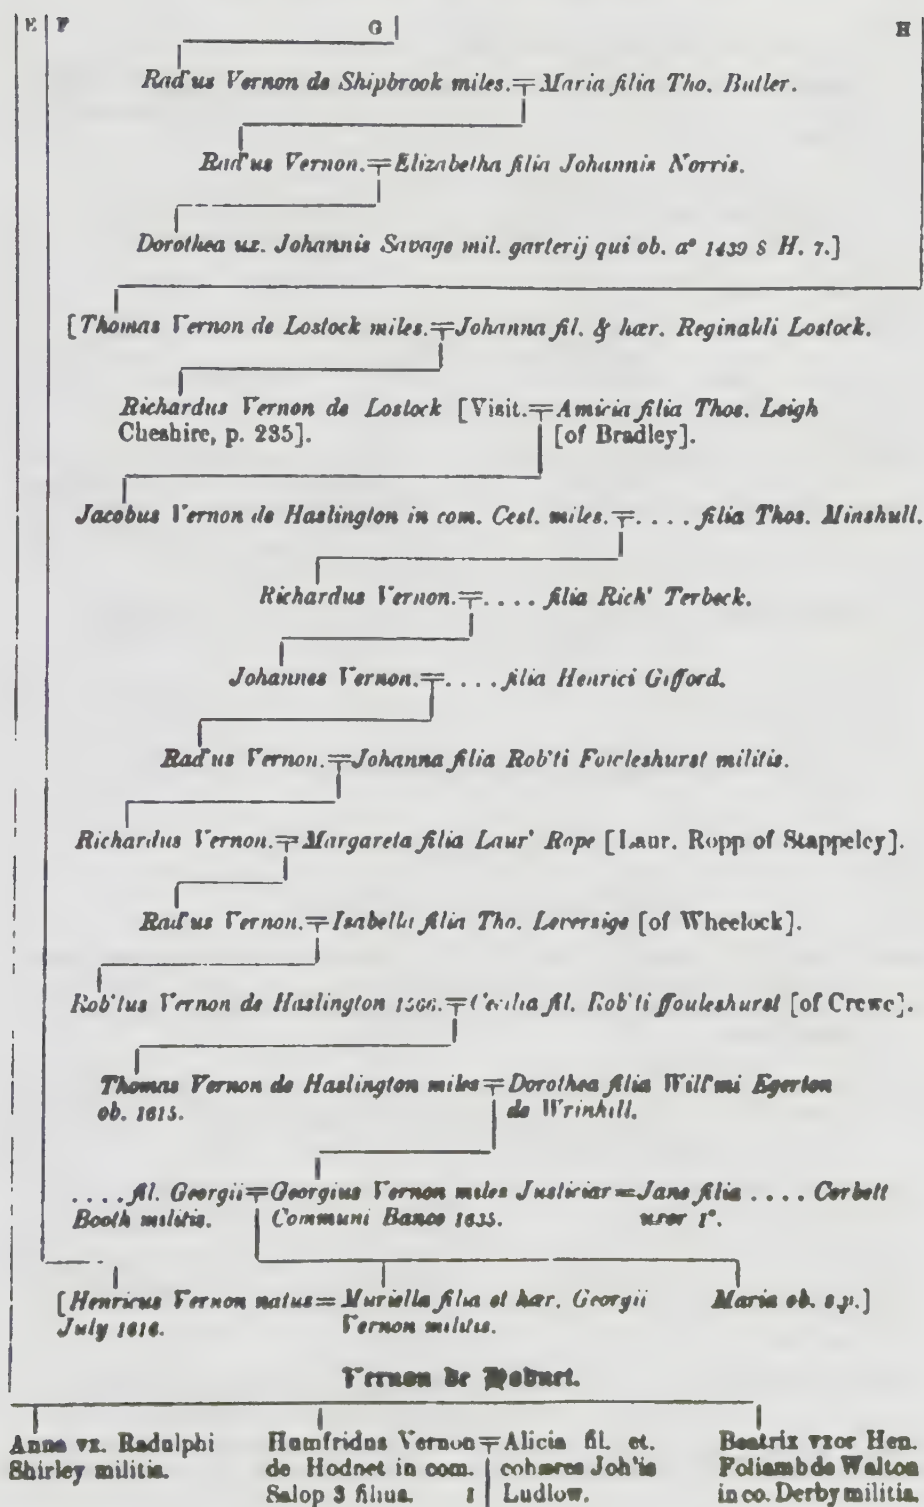 E F G H
Rad'us Vernon de Shipbrook miles.=Maria filia Tho. Butler.
Rad'us Vernon.=Elizabetha filia Johannis Norris.
Dorothea ux. Johannis Savage mil. garterij qui ob. a° 1439 8 H. 7.]
[Thomas Vernon de Lostock miles.=Johanna fil. & hær. Reginaldi Lostock.
Richardus Vernon de Lostock [Visit.=Amicia filia Thos. Leigh
Cheshire, p. 235]. [of Bradley].
Jacobus Vernon de Haslington in com. Cest. miles.=.... filia Thos. Minshull.
Richardus Vernon.=.... filia Rich' Terbeck.
Johannes Vernon.=.... filia Henrici Gifford.
Rad'us Vernon.=Johanna filia Rob'ti Fowleshurst militis.
Richardus Vernon.=Margareta filia Laur' Rope [Laur. Ropp of Stappeley].
Rad'us Vernon.=Isabella filia Tho. Leversige [of Wheelock].
Rob'tus Vernon de Haslington 1566.=Cecilia fil. Rob'ti ffouleshurst [of Crewe].
Thomas Vernon de Haslington miles=Dorothea filia Will'mi Egerton
ob. 1615. de Wrinhill.
.... fil. Georgii=Georgius Vernon miles Justiciar=Jane filia .... Corbett
Booth militis. Communi Banco 1635. uxor 1°.
[Henricus Vernon natus=Muriella filia et hær. Georgii Maria ob. s.p.]
July 1616. Vernon militis.
Vernon de Hodnet.
Anne vx. Radulphi Humfridus Vernon=Alicia fil. et. Beatrix vxor Hen.
Shirley militis. de Hodnet in com. cohæres Joh'is Foliamb de Walton
Salop 3 filius. 1 Ludlow. in co. Derby militis.